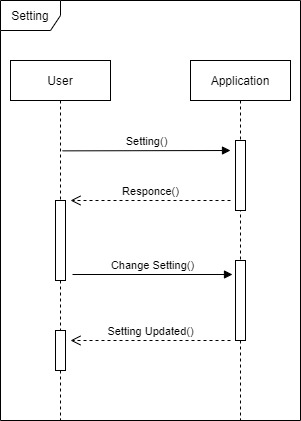 Setting
User
Application
Setting()
Responce()
Change Setting()
Setting Updated()